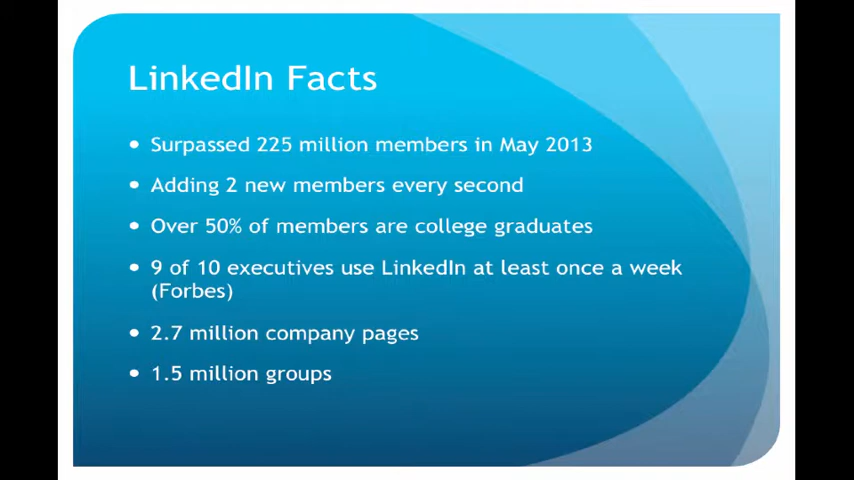 LinkedIn Facts
• Surpassed 225 million members in May 2013
• Adding 2 new members every second
• Over 50% of members are college graduates
• 9 of 10 executives use LinkedIn at least once a week
(Forbes)
• 2.7 million company pages
• 1.5 million groups